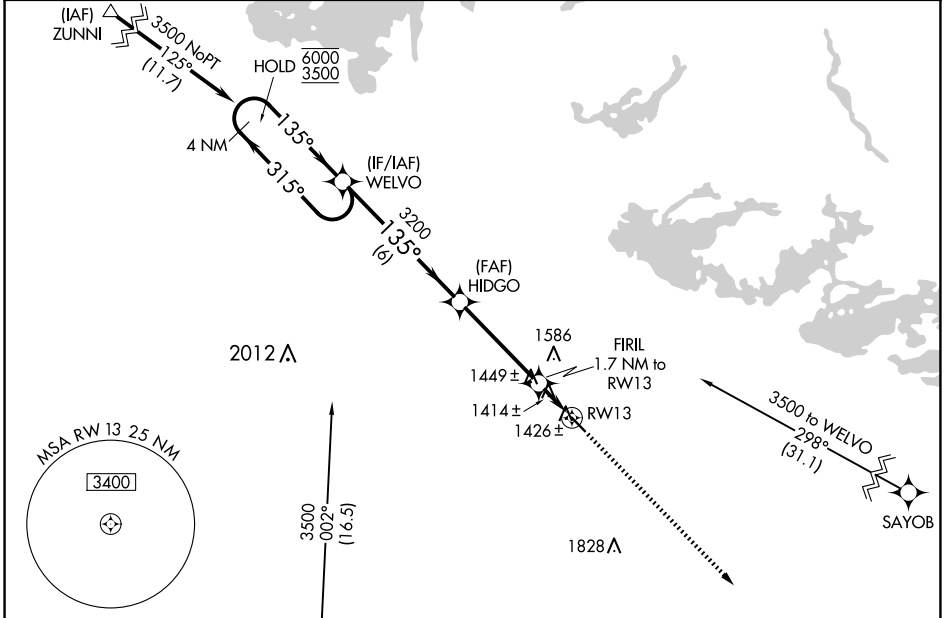 (IAF)
ZUNNI
3500 NoPT
125°
(11.7)
HOLD
6000
3500
4 NM
135°
315°
(IF/IAF)
WELVO
3200
135°
(6)
(FAF)
HIDGO
2012
1586
FIRIL
1.7 NM to
RW13
1449±
1414±
1426±
RW13
3500 to WELVO
298°
(31.1)
SAYOB
MSA RW 13 25 NM
3400
3500
002°
(16.5)
1828